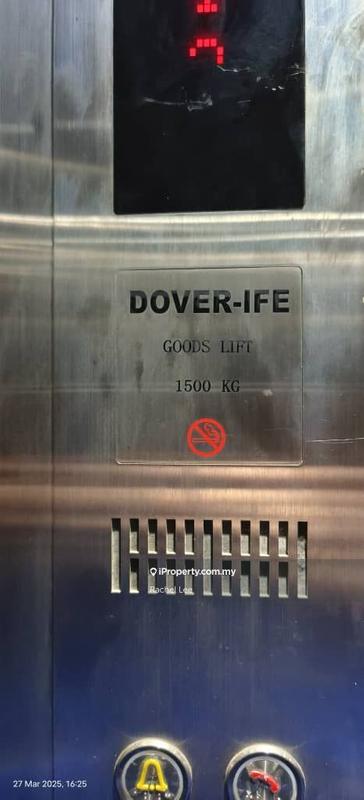 DOVER-IFE
GOODS LIFT
1500 KG
iProperty.com.my
Rachel Lee
27 Mar 2025, 16:25